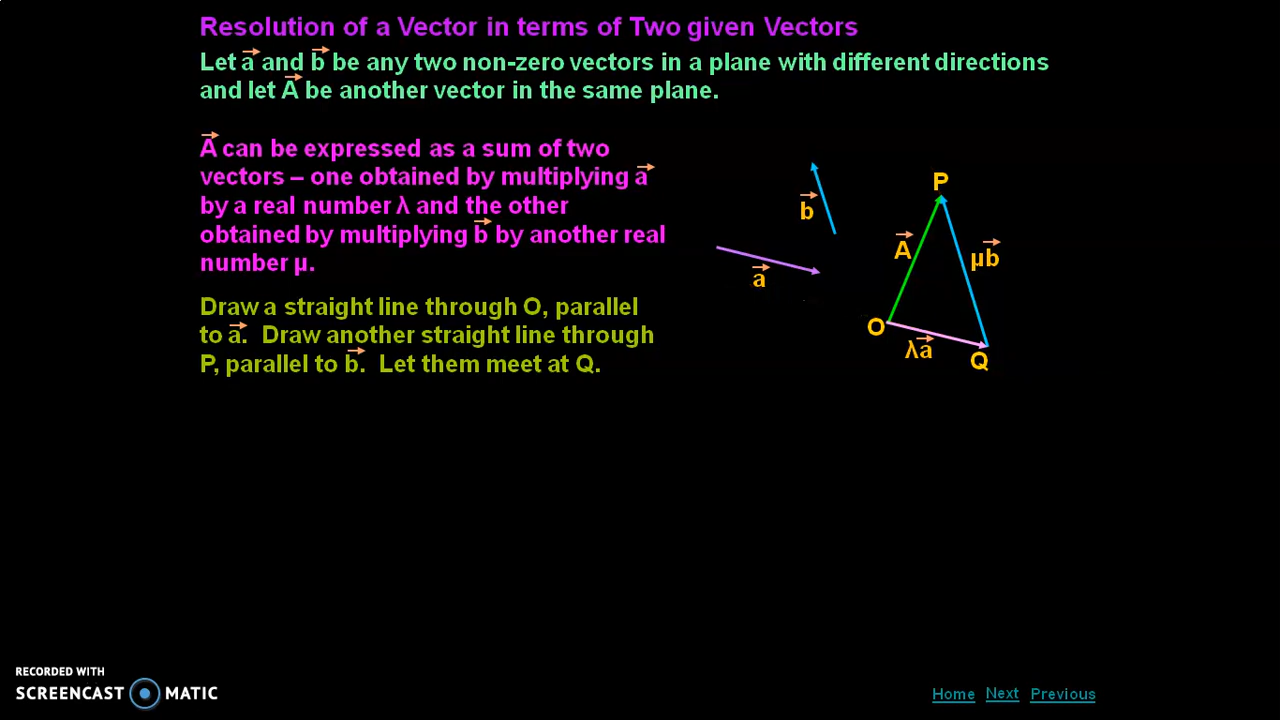 Resolution of a Vector in terms of Two given Vectors
Let a⃗ and b⃗ be any two non-zero vectors in a plane with different directions
and let A⃗ be another vector in the same plane.
A⃗ can be expressed as a sum of two
vectors – one obtained by multiplying a⃗
by a real number λ and the other
obtained by multiplying b⃗ by another real
number µ.
Draw a straight line through O, parallel
to a⃗. Draw another straight line through
P, parallel to b⃗. Let them meet at Q.
b⃗
a⃗
P
A⃗
µb⃗
O
λa⃗
Q
RECORDED WITH
SCREENCAST MATIC
Home Next Previous